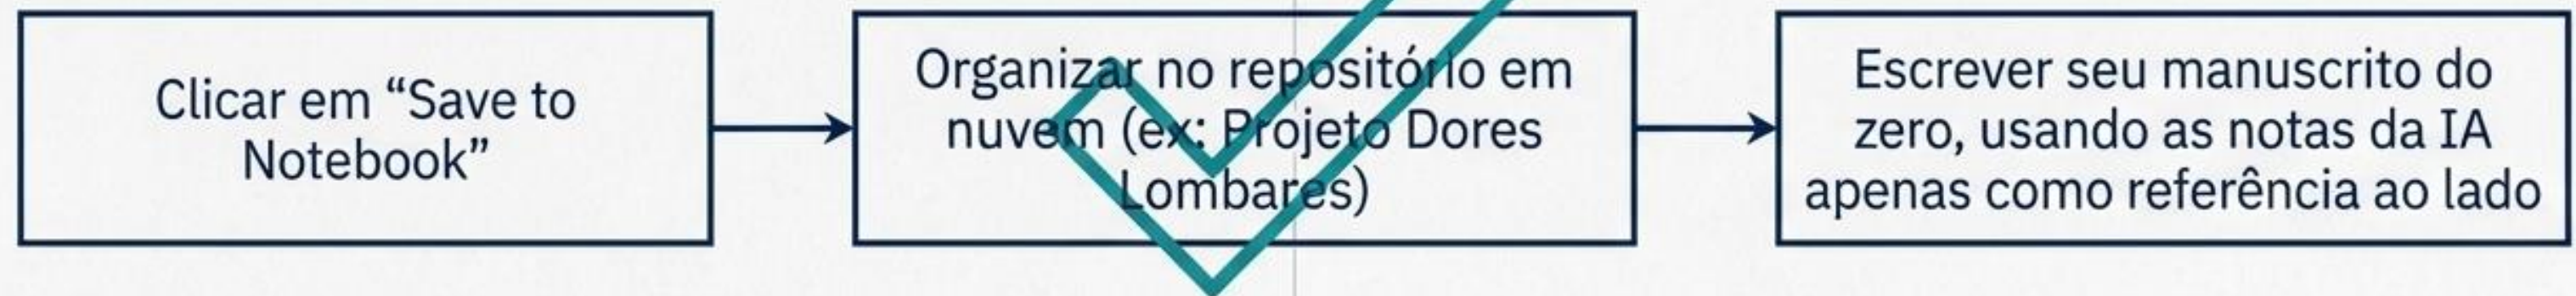 Clicar em “Save to
Notebook”
Organizar no repositório em
nuvem (ex: Projeto Dores
Lombares)
Escrever seu manuscrito do
zero, usando as notas da IA
apenas como referência ao lado